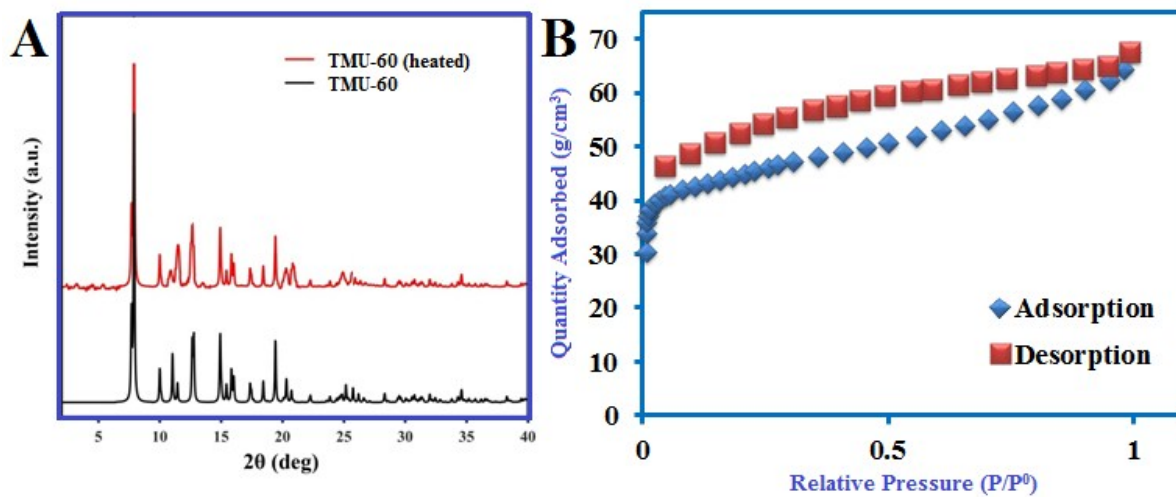 A
Intensity (a.u.)
TMU-60 (heated)
TMU-60
5 10 15 20 25 30 35 40
2θ (deg)
B
Quantity Adsorbed (g/cm³)
70
60
50
40
30
20
10
0
Adsorption
Desorption
0 0.5 1
Relative Pressure (P/P⁰)